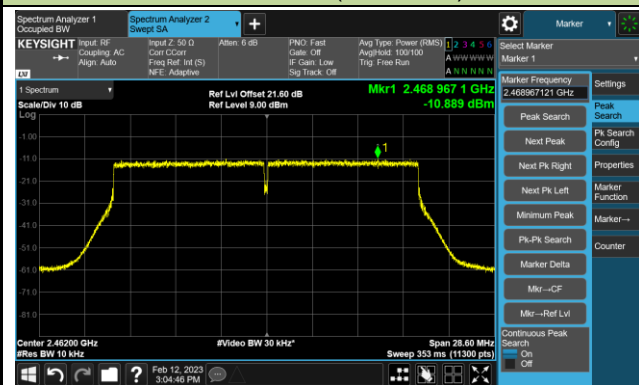 Spectrum Analyzer 1
Occupied BW
Spectrum Analyzer 2
Swept SA
Marker
KEYSIGHT
Input: RF
Coupling: AC
Align: Auto
Input Z: 50 Ω
Corr CCorr
Freq Ref: Int (S)
NFE: Adaptive
Atten: 6 dB
PNO: Fast
Gate: Off
IF Gain: Low
Sig Track: Off
Avg Type: Power (RMS)
Avg|Hold: 100/100
Trig: Free Run
1 2 3 4 5 6
A W W W W W
A N N N N N
LXI
1 Spectrum
Scale/Div 10 dB
Log
Ref Lvl Offset 21.60 dB
Ref Level 9.00 dBm
Mkr1 2.468 967 1 GHz
-10.889 dBm
1
-1.00
-11.0
-21.0
-31.0
-41.0
-51.0
-61.0
-71.0
-81.0
Center 2.46200 GHz
#Res BW 10 kHz
#Video BW 30 kHz*
Span 28.60 MHz
Sweep 353 ms (11300 pts)
Feb 12, 2023
3:04:46 PM
Select Marker
Marker 1
Marker Frequency
2.468967121 GHz
Peak Search
Next Peak
Next Pk Right
Next Pk Left
Minimum Peak
Pk-Pk Search
Marker Delta
Mkr→CF
Mkr→Ref Lvl
Continuous Peak
Search
On
Off
Settings
Peak
Search
Pk Search
Config
Properties
Marker
Function
Marker→
Counter